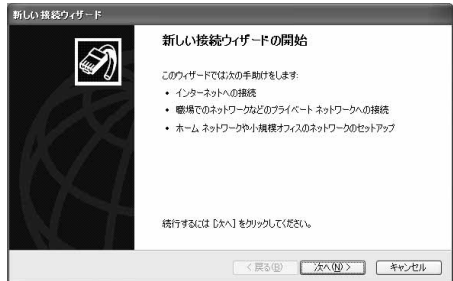 新しい接続ウィザード
新しい接続ウィザードの開始
このウィザードでは次の手助けをします:
• インターネットへの接続
• 職場でのネットワークなどのプライベート ネットワークへの接続
• ホーム ネットワークや小規模オフィスのネットワークのセットアップ
続行するには [次へ] をクリックしてください。
< 戻る(B) 次へ(N) > キャンセル